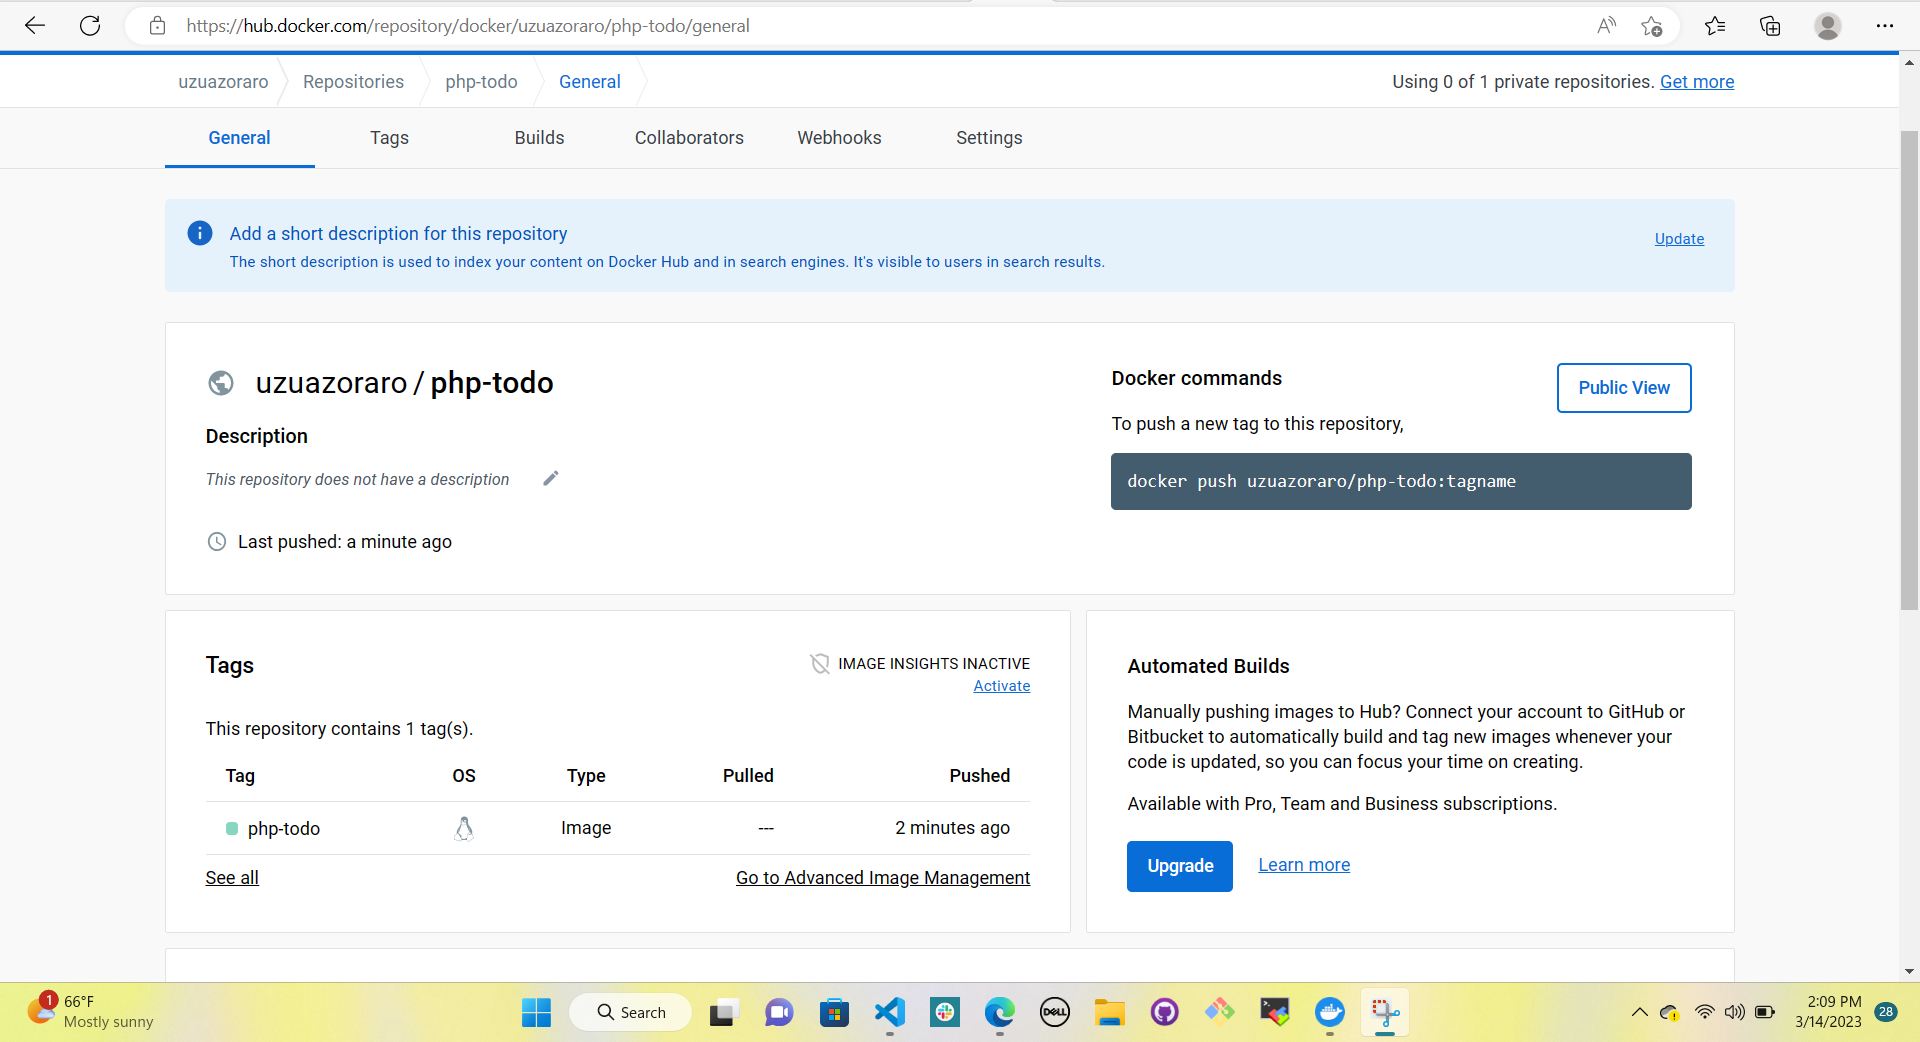 https://hub.docker.com/repository/docker/uzuazoraro/php-todo/general
uzuazoraro Repositories php-todo General Using 0 of 1 private repositories. Get more
General Tags Builds Collaborators Webhooks Settings
Add a short description for this repository
Update
The short description is used to index your content on Docker Hub and in search engines. It's visible to users in search results.
uzuazoraro / php-todo
Description
This repository does not have a description
Last pushed: a minute ago
Docker commands
Public View
To push a new tag to this repository,
docker push uzuazoraro/php-todo:tagname
Tags
IMAGE INSIGHTS INACTIVE
Activate
This repository contains 1 tag(s).
Tag OS Type Pulled Pushed
php-todo Image --- 2 minutes ago
See all Go to Advanced Image Management
Automated Builds
Manually pushing images to Hub? Connect your account to GitHub or
Bitbucket to automatically build and tag new images whenever your
code is updated, so you can focus your time on creating.
Available with Pro, Team and Business subscriptions.
Upgrade Learn more
1
66°F
Mostly sunny
Search
DELL
2:09 PM
3/14/2023
28